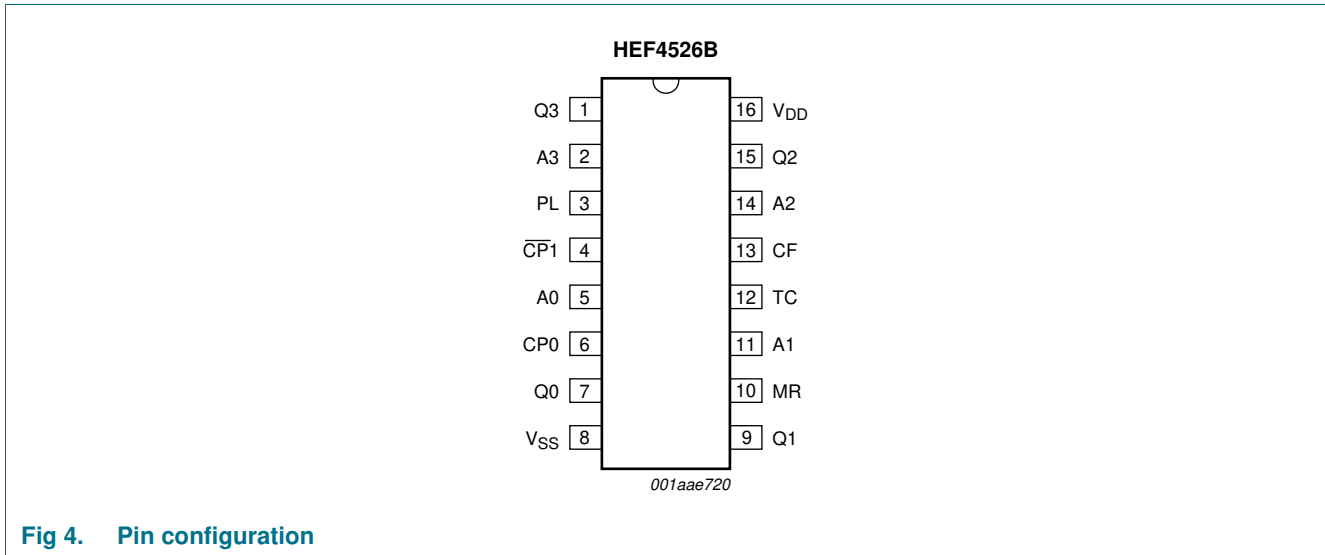 HEF4526B
Q3 1 16 VDD
A3 2 15 Q2
PL 3 14 A2
C̅P̅1 4 13 CF
A0 5 12 TC
CP0 6 11 A1
Q0 7 10 MR
VSS 8 9 Q1
001aae720
Fig 4. Pin configuration